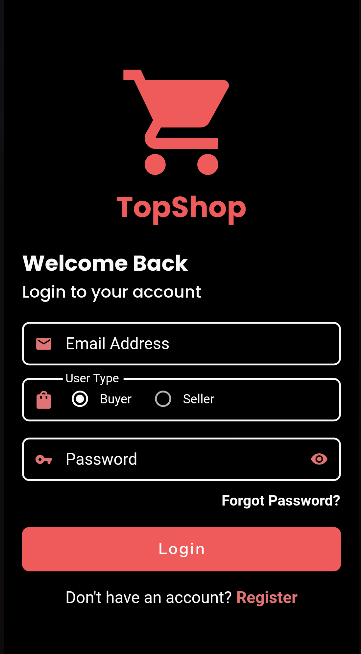 TopShop
Welcome Back
Login to your account
Email Address
User Type
Buyer Seller
Password
Forgot Password?
Login
Don't have an account? Register